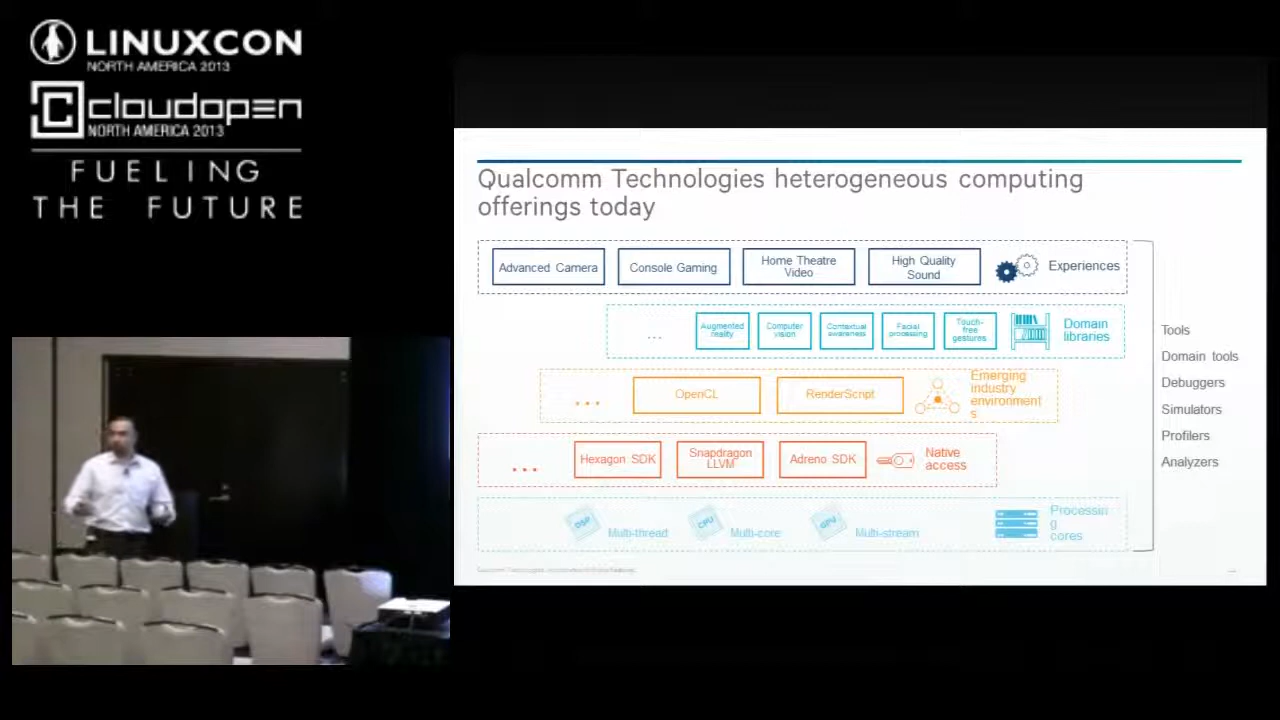 LINUXCON
NORTH AMERICA 2013
cloudopen
NORTH AMERICA 2013
FUELING
THE FUTURE
Qualcomm Technologies heterogeneous computing
offerings today
Advanced Camera
Console Gaming
Home Theatre
Video
High Quality
Sound
Experiences
...
Augmented
reality
Computer
vision
Contextual
awareness
Facial
processing
Touch-
free
gestures
Domain
libraries
...
OpenCL
RenderScript
Emerging
industry
environment
s
...
Hexagon SDK
Snapdragon
LLVM
Adreno SDK
Native
access
DSP
Multi-thread
CPU
Multi-core
GPU
Multi-stream
Processin
g
cores
Tools
Domain tools
Debuggers
Simulators
Profilers
Analyzers